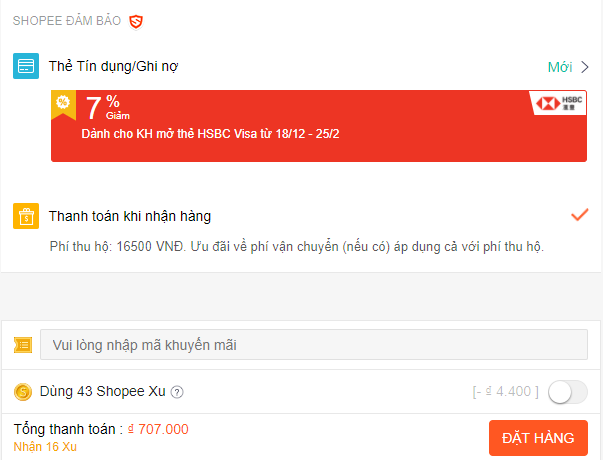 SHOPEE ĐẢM BẢO
Thẻ Tín dụng/Ghi nợ
Mới
7 %
Giảm
HSBC
Dành cho KH mở thẻ HSBC Visa từ 18/12 - 25/2
Thanh toán khi nhận hàng
Phí thu hộ: 16500 VNĐ. Ưu đãi về phí vận chuyển (nếu có) áp dụng cả với phí thu hộ.
Vui lòng nhập mã khuyến mãi
Dùng 43 Shopee Xu ?
[- ₫ 4.400 ]
Tổng thanh toán : ₫ 707.000
Nhận 16 Xu
ĐẶT HÀNG